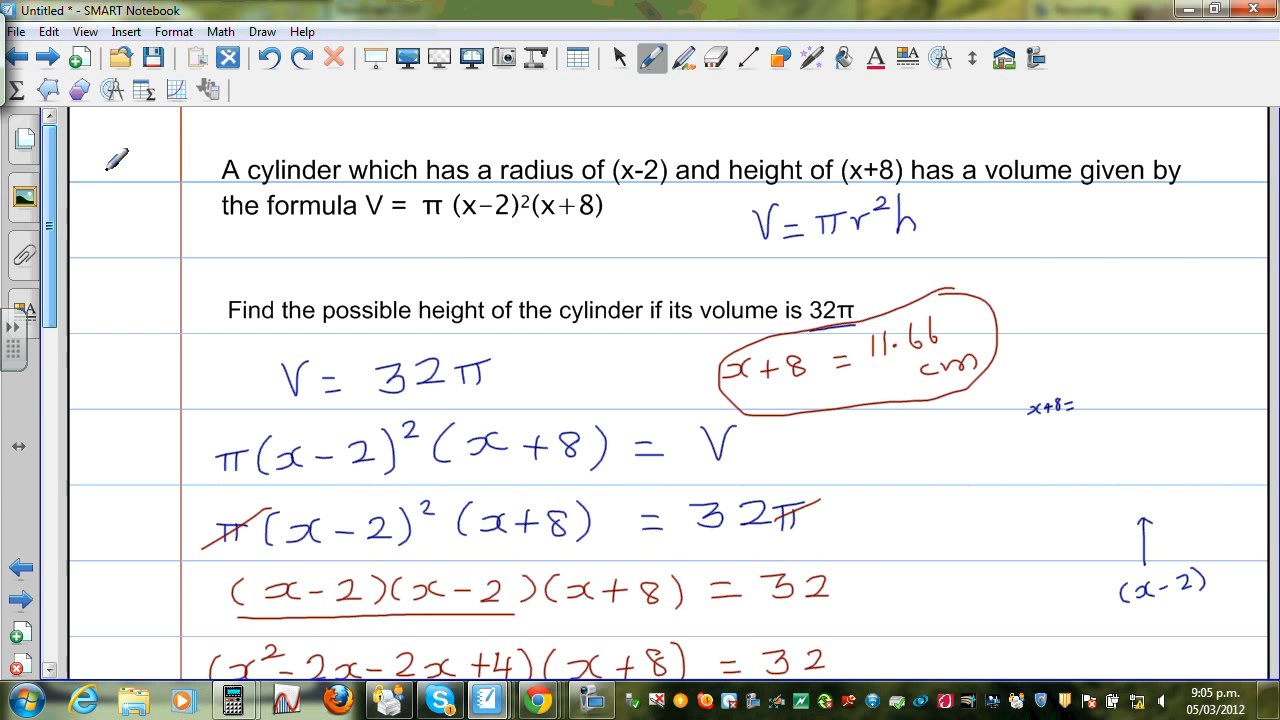 Untitled * - SMART Notebook
File Edit View Insert Format Math Draw Help
A cylinder which has a radius of (x-2) and height of (x+8) has a volume given by
the formula V = π (x−2)²(x+8)
V = πr²h
Find the possible height of the cylinder if its volume is 32π
x+8 = 11.66
cm
V = 32π
x+8=
π(x-2)²(x+8) = V
π(x-2)²(x+8) = 32π
(x-2)(x-2)(x+8) = 32
(x-2)
(x²-2x-2x+4)(x+8) = 32
9:05 p.m.
05/03/2012